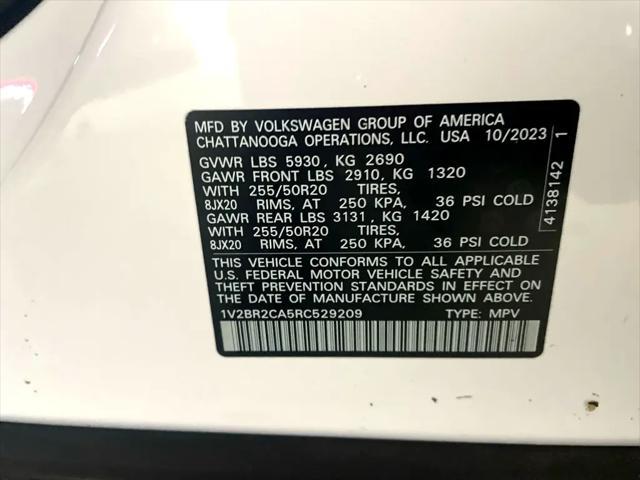 MFD BY VOLKSWAGEN GROUP OF AMERICA
CHATTANOOGA OPERATIONS, LLC. USA 10/2023
GVWR LBS 5930, KG 2690
GAWR FRONT LBS 2910, KG 1320
WITH 255/50R20 TIRES,
8JX20 RIMS, AT 250 KPA, 36 PSI COLD
GAWR REAR LBS 3131, KG 1420
WITH 255/50R20 TIRES,
8JX20 RIMS, AT 250 KPA, 36 PSI COLD
THIS VEHICLE CONFORMS TO ALL APPLICABLE
U.S. FEDERAL MOTOR VEHICLE SAFETY AND
THEFT PREVENTION STANDARDS IN EFFECT ON
THE DATE OF MANUFACTURE SHOWN ABOVE.
1V2BR2CA5RC529209 TYPE: MPV
4138142 1